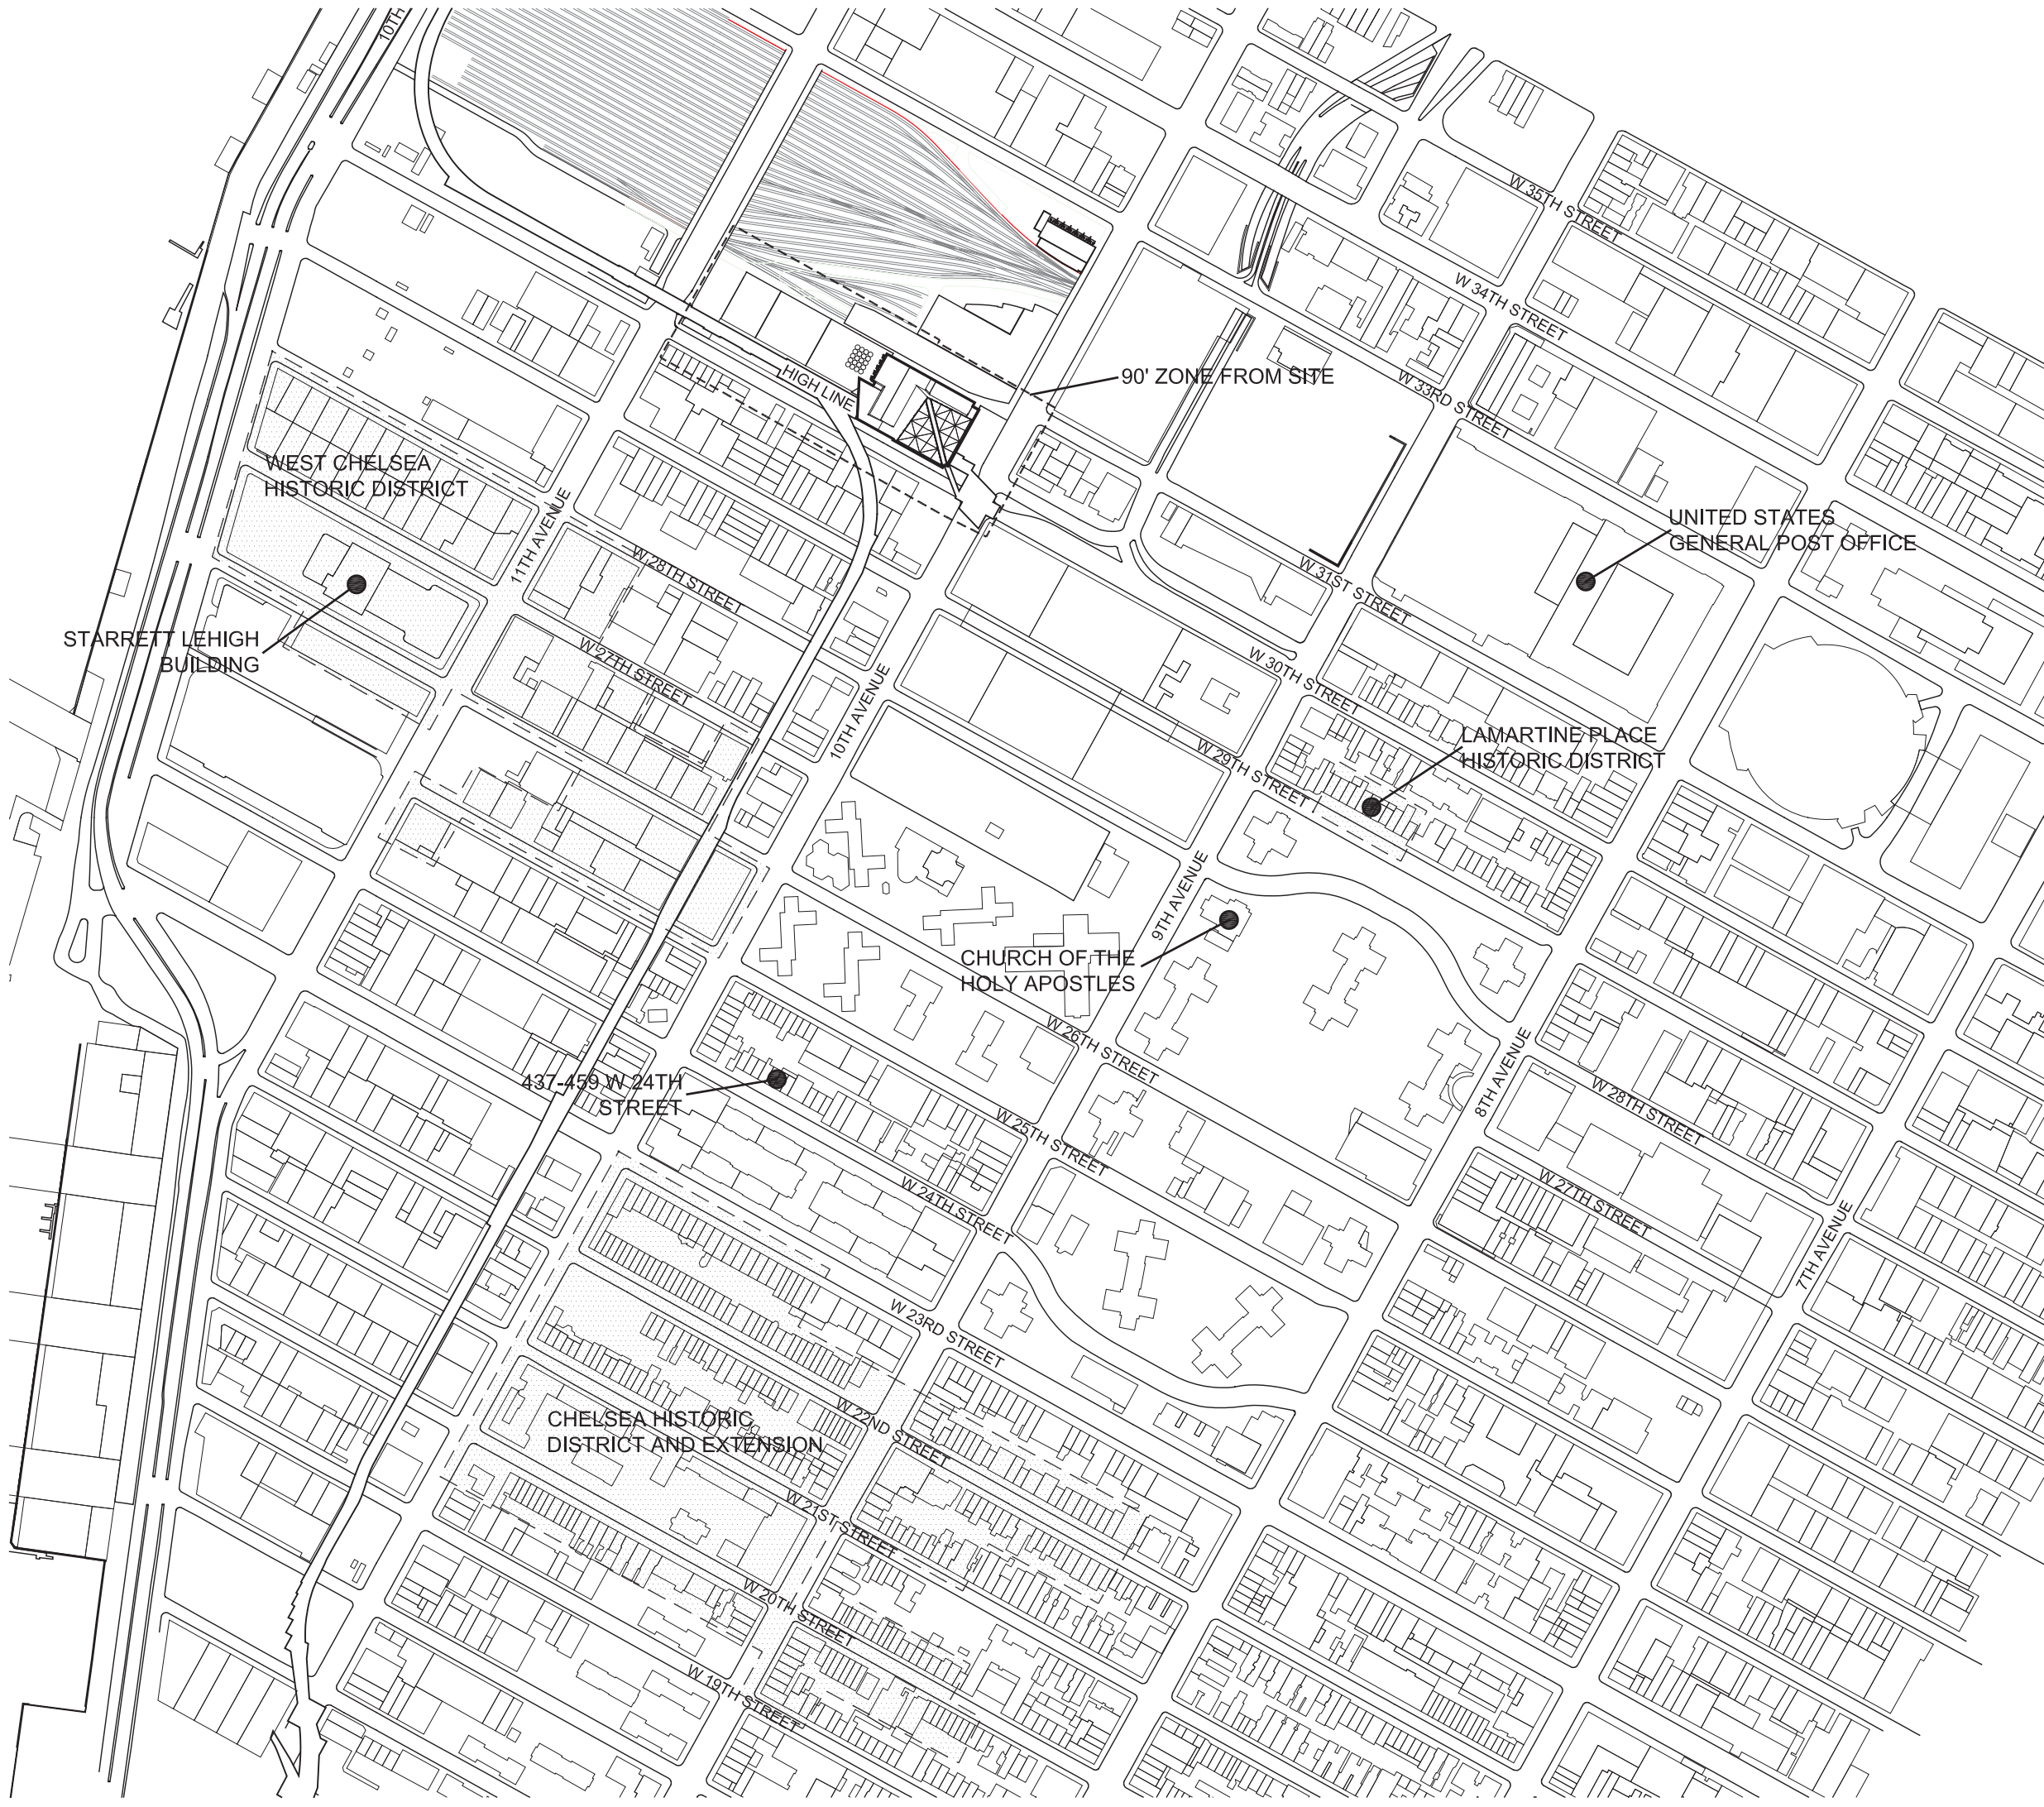 10TH
W 35TH STREET
W 34TH STREET
90' ZONE FROM SITE
HIGH LINE
W 33RD STREET
WEST CHELSEA
HISTORIC DISTRICT
UNITED STATES
GENERAL POST OFFICE
11TH AVENUE
W 28TH STREET
W 31ST STREET
STARRETT LEHIGH
BUILDING
W 27TH STREET
W 30TH STREET
10TH AVENUE
LAMARTINE PLACE
HISTORIC DISTRICT
W 29TH STREET
9TH AVENUE
CHURCH OF THE
HOLY APOSTLES
W 26TH STREET
437-459 W 24TH
STREET
8TH AVENUE
W 28TH STREET
W 25TH STREET
W 24TH STREET
W 27TH STREET
7TH AVENUE
W 23RD STREET
CHELSEA HISTORIC
DISTRICT AND EXTENSION
W 22ND STREET
W 21ST STREET
W 20TH STREET
W 19TH STREET